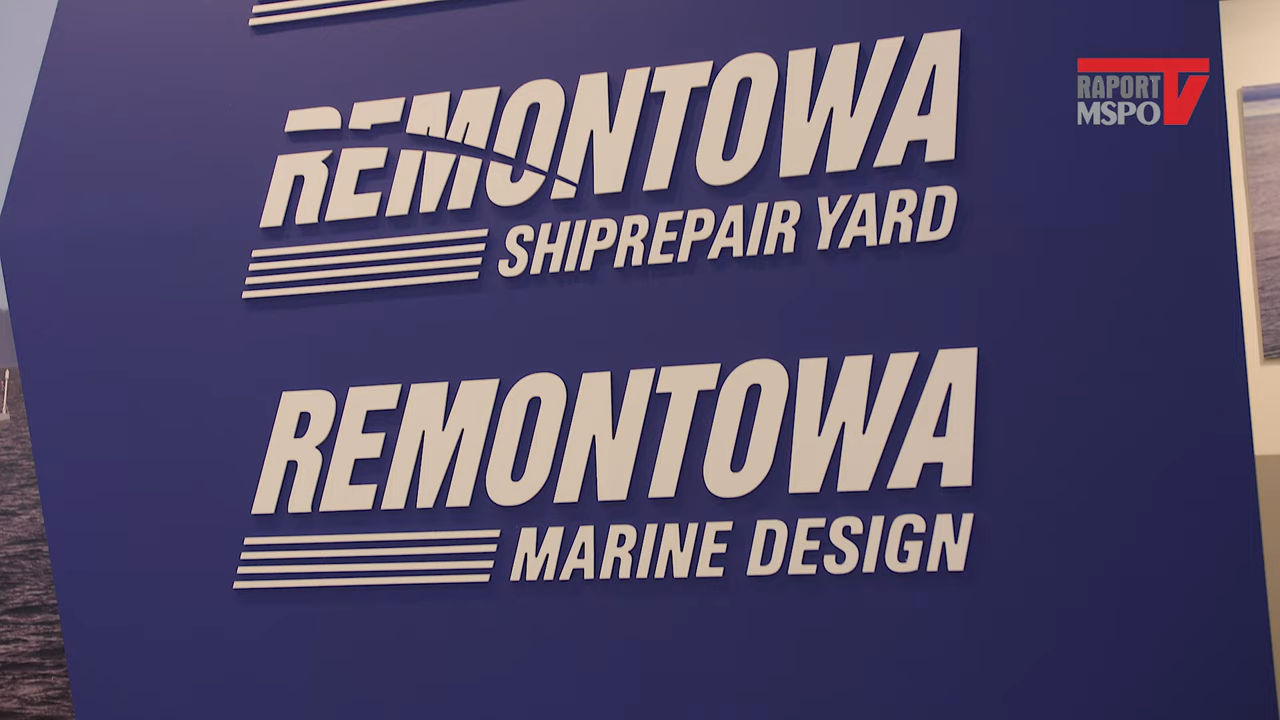 REMONTOWA
SHIPREPAIR YARD
REMONTOWA
MARINE DESIGN
RAPORT
MSPO
TV